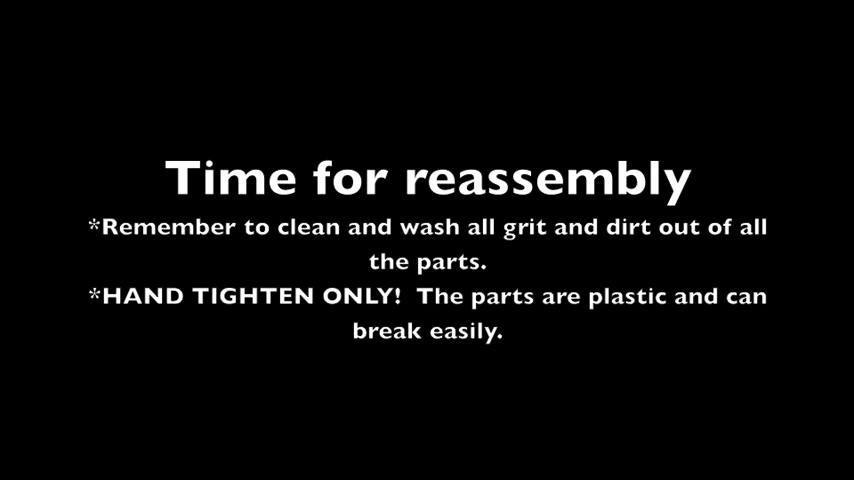 Time for reassembly
*Remember to clean and wash all grit and dirt out of all
the parts.
*HAND TIGHTEN ONLY!  The parts are plastic and can
break easily.